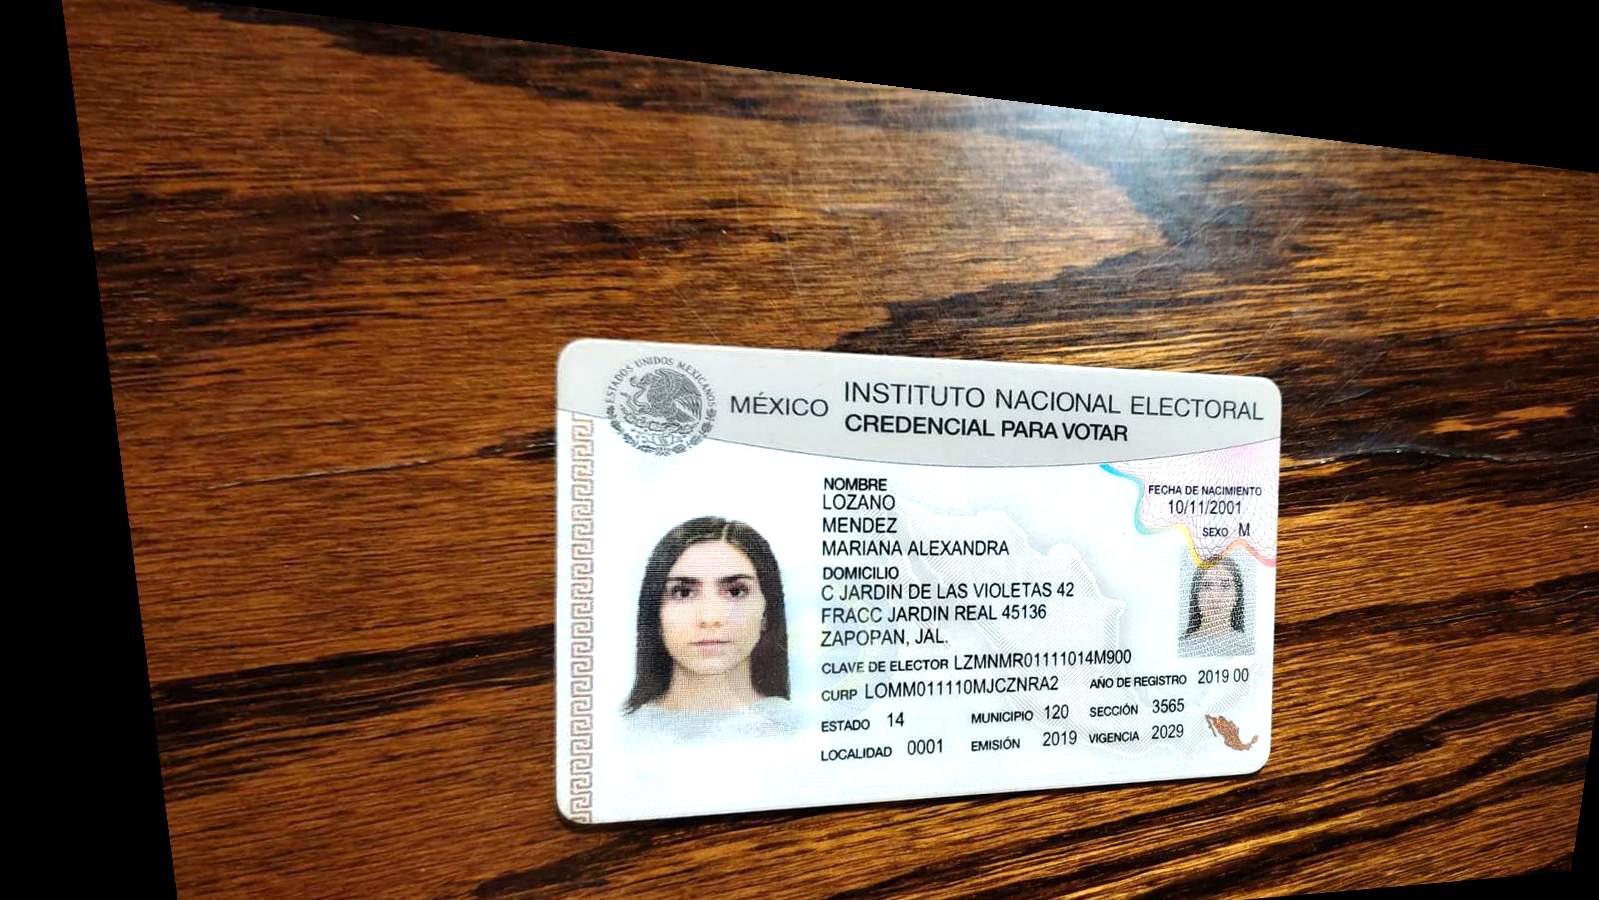 ESTADOS UNIDOS MEXICANOS
MÉXICO INSTITUTO NACIONAL ELECTORAL
CREDENCIAL PARA VOTAR
NOMBRE
LOZANO
MENDEZ
MARIANA ALEXANDRA
FECHA DE NACIMIENTO
10/11/2001
SEXO M
DOMICILIO
C JARDIN DE LAS VIOLETAS 42
FRACC JARDIN REAL 45136
ZAPOPAN, JAL.
CLAVE DE ELECTOR LZMNMR01111014M900
CURP LOMM011110MJCZNRA2 AÑO DE REGISTRO 2019 00
ESTADO 14 MUNICIPIO 120 SECCIÓN 3565
LOCALIDAD 0001 EMISIÓN 2019 VIGENCIA 2029